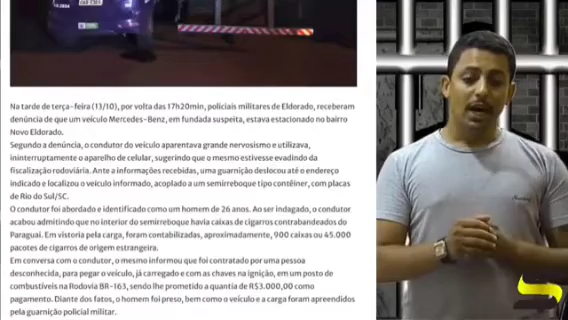 Na tarde de terça-feira (13/10), por volta das 17h20min, policiais militares de Eldorado, receberam
denúncia de que um veículo Mercedes-Benz, em fundada suspeita, estava estacionado no bairro
Novo Eldorado.
Segundo a denúncia, o condutor do veículo aparentava grande nervosismo e utilizava,
ininterruptamente o aparelho de celular, sugerindo que o mesmo estivesse evadindo da
fiscalização rodoviária. Ante a informações recebidas, uma guarnição deslocou até o endereço
indicado e localizou o veículo informado, acoplado a um semirreboque tipo contêiner, com placas
de Rio do Sul/SC.
O condutor foi abordado e identificado como um homem de 26 anos. Ao ser indagado, o condutor
acabou admitindo que no interior do semirreboque havia caixas de cigarros contrabandeados do
Paraguai. Em vistoria pela carga, foram contabilizadas, aproximadamente, 900 caixas ou 45.000
pacotes de cigarros de origem estrangeira.
Em conversa com o condutor, o mesmo informou que foi contratado por uma pessoa
desconhecida, para pegar o veículo, já carregado e com as chaves na ignição, em um posto de
combustíveis na Rodovia BR-163, sendo lhe prometido a quantia de R$3.000,00 como
pagamento. Diante dos fatos, o homem foi preso, bem como o veículo e a carga foram apreendidos
pela guarnição policial militar.